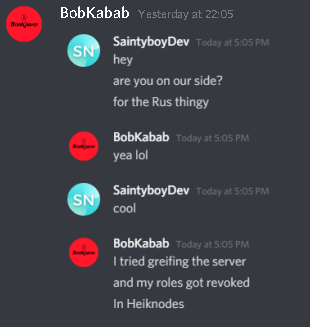 BobKabab Yesterday at 22:05
SN
SaintyboyDev Today at 5:05 PM
hey
are you on our side?
for the Rus thingy
BobKabab Today at 5:05 PM
yea lol
SN
SaintyboyDev Today at 5:05 PM
cool
BobKabab Today at 5:05 PM
I tried greifing the server
and my roles got revoked
In Heiknodes